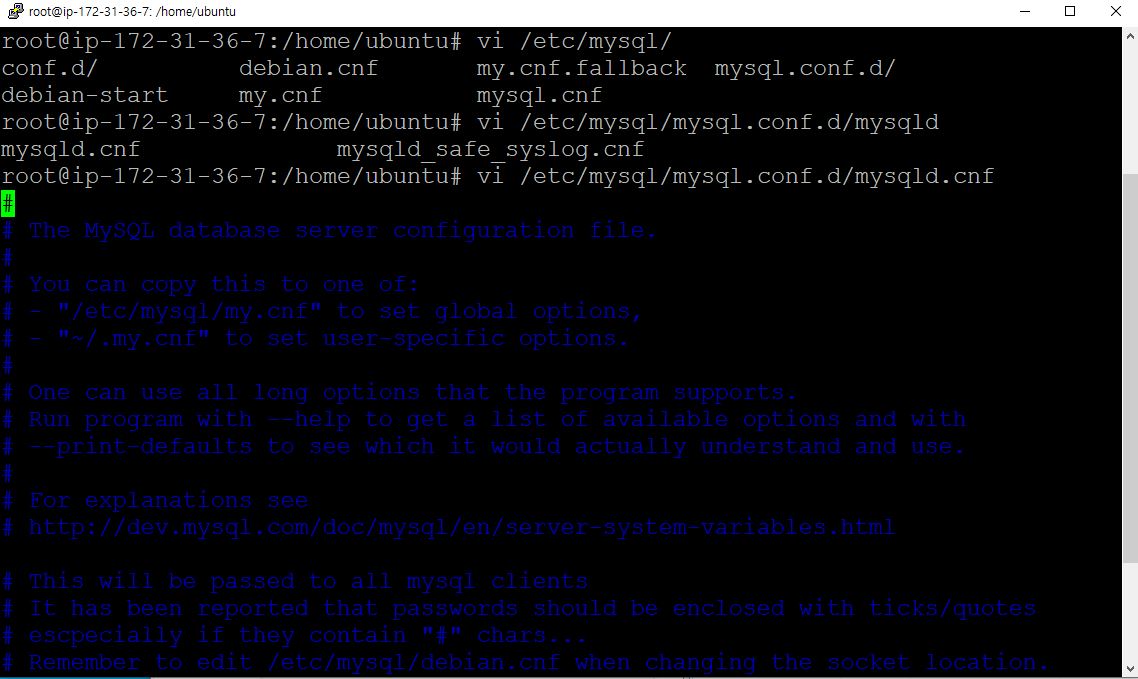 root@ip-172-31-36-7: /home/ubuntu
root@ip-172-31-36-7:/home/ubuntu# vi /etc/mysql/
conf.d/ debian.cnf my.cnf.fallback mysql.conf.d/
debian-start my.cnf mysql.cnf
root@ip-172-31-36-7:/home/ubuntu# vi /etc/mysql/mysql.conf.d/mysqld
mysqld.cnf mysqld_safe_syslog.cnf
root@ip-172-31-36-7:/home/ubuntu# vi /etc/mysql/mysql.conf.d/mysqld.cnf
#
# The MySQL database server configuration file.
#
# You can copy this to one of:
# - "/etc/mysql/my.cnf" to set global options,
# - "~/.my.cnf" to set user-specific options.
#
# One can use all long options that the program supports.
# Run program with --help to get a list of available options and with
# --print-defaults to see which it would actually understand and use.
#
# For explanations see
# http://dev.mysql.com/doc/mysql/en/server-system-variables.html
# This will be passed to all mysql clients
# It has been reported that passwords should be enclosed with ticks/quotes
# escpecially if they contain "#" chars...
# Remember to edit /etc/mysql/debian.cnf when changing the socket location.